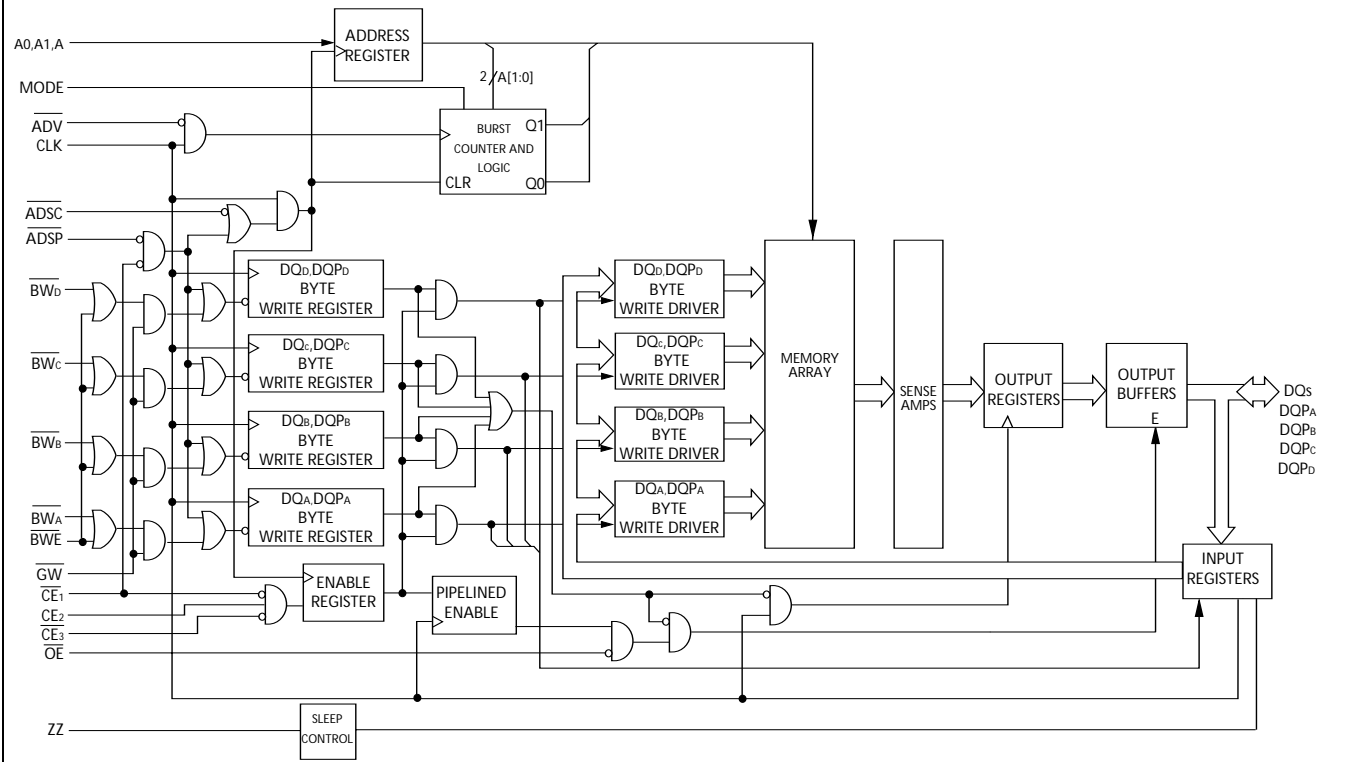 A0,A1,A
ADDRESS
REGISTER
MODE
2 A[1:0]
ADV
CLK
BURST
COUNTER AND
LOGIC
Q1
CLR
Q0
ADSC
ADSP
BWD
DQD,DQPD
BYTE
WRITE REGISTER
DQD,DQPD
BYTE
WRITE DRIVER
BWC
DQc,DQPC
BYTE
WRITE REGISTER
DQc,DQPC
BYTE
WRITE DRIVER
MEMORY
ARRAY
SENSE
AMPS
OUTPUT
REGISTERS
OUTPUT
BUFFERS
E
DQs
DQPA
DQPB
DQPC
DQPD
BWB
DQB,DQPB
BYTE
WRITE REGISTER
DQB,DQPB
BYTE
WRITE DRIVER
BWA
BWE
DQA,DQPA
BYTE
WRITE REGISTER
DQA,DQPA
BYTE
WRITE DRIVER
GW
CE1
CE2
CE3
OE
ENABLE
REGISTER
PIPELINED
ENABLE
INPUT
REGISTERS
ZZ
SLEEP
CONTROL